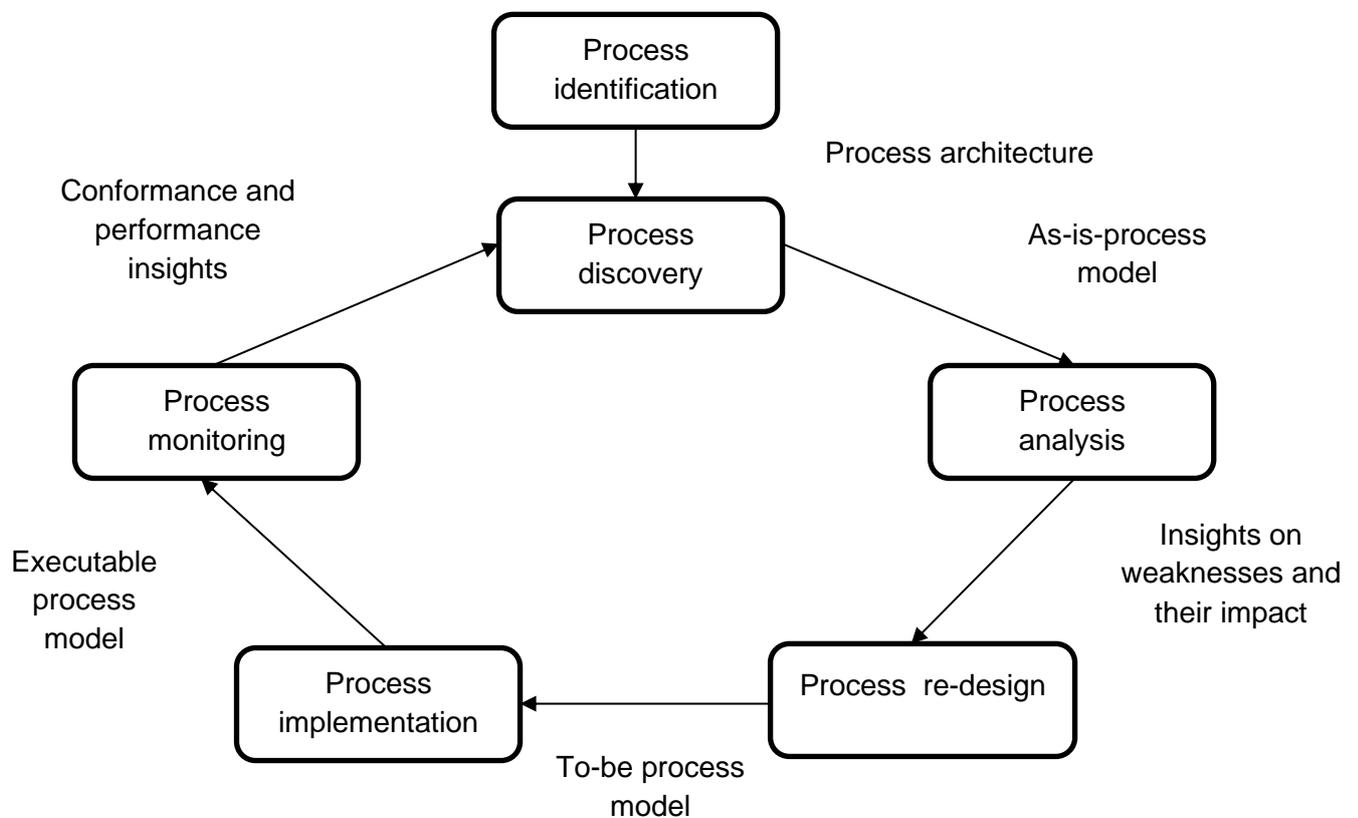 Process
identification
Process architecture
Conformance and
performance
insights
Process
discovery
As-is-process
model
Process
monitoring
Process
analysis
Insights on
weaknesses and
their impact
Executable
process
model
Process
implementation
Process  re-design
To-be process
model